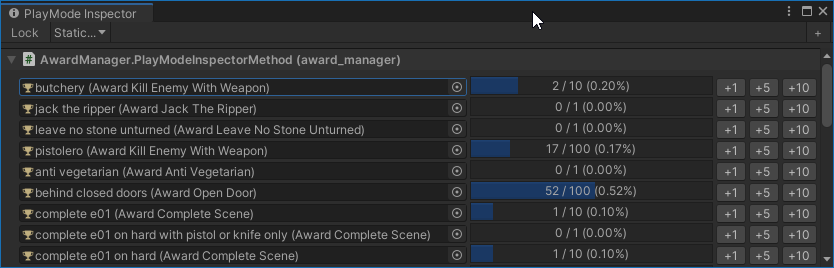 PlayMode Inspector
Lock Static...
+
# AwardManager.PlayModeInspectorMethod (award_manager)
butchery (Award Kill Enemy With Weapon) 2 / 10 (0.20%) +1 +5 +10
jack the ripper (Award Jack The Ripper) 0 / 1 (0.00%) +1 +5 +10
leave no stone unturned (Award Leave No Stone Unturned) 0 / 1 (0.00%) +1 +5 +10
pistolero (Award Kill Enemy With Weapon) 17 / 100 (0.17%) +1 +5 +10
anti vegetarian (Award Anti Vegetarian) 0 / 1 (0.00%) +1 +5 +10
behind closed doors (Award Open Door) 52 / 100 (0.52%) +1 +5 +10
complete e01 (Award Complete Scene) 1 / 10 (0.10%) +1 +5 +10
complete e01 on hard with pistol or knife only (Award Complete Scene) 0 / 1 (0.00%) +1 +5 +10
complete e01 on hard (Award Complete Scene) 1 / 10 (0.10%) +1 +5 +10